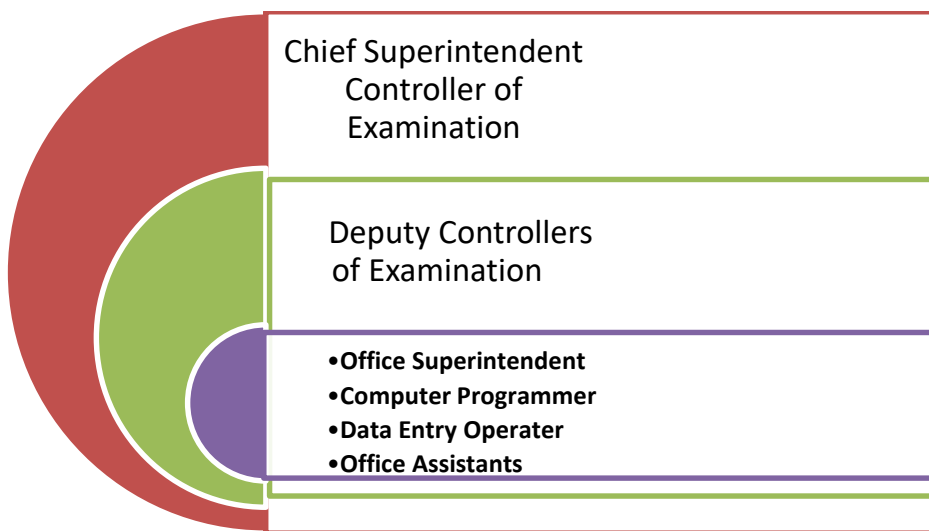 Chief Superintendent
Controller of
Examination
Deputy Controllers
of Examination
•Office Superintendent
•Computer Programmer
•Data Entry Operater
•Office Assistants